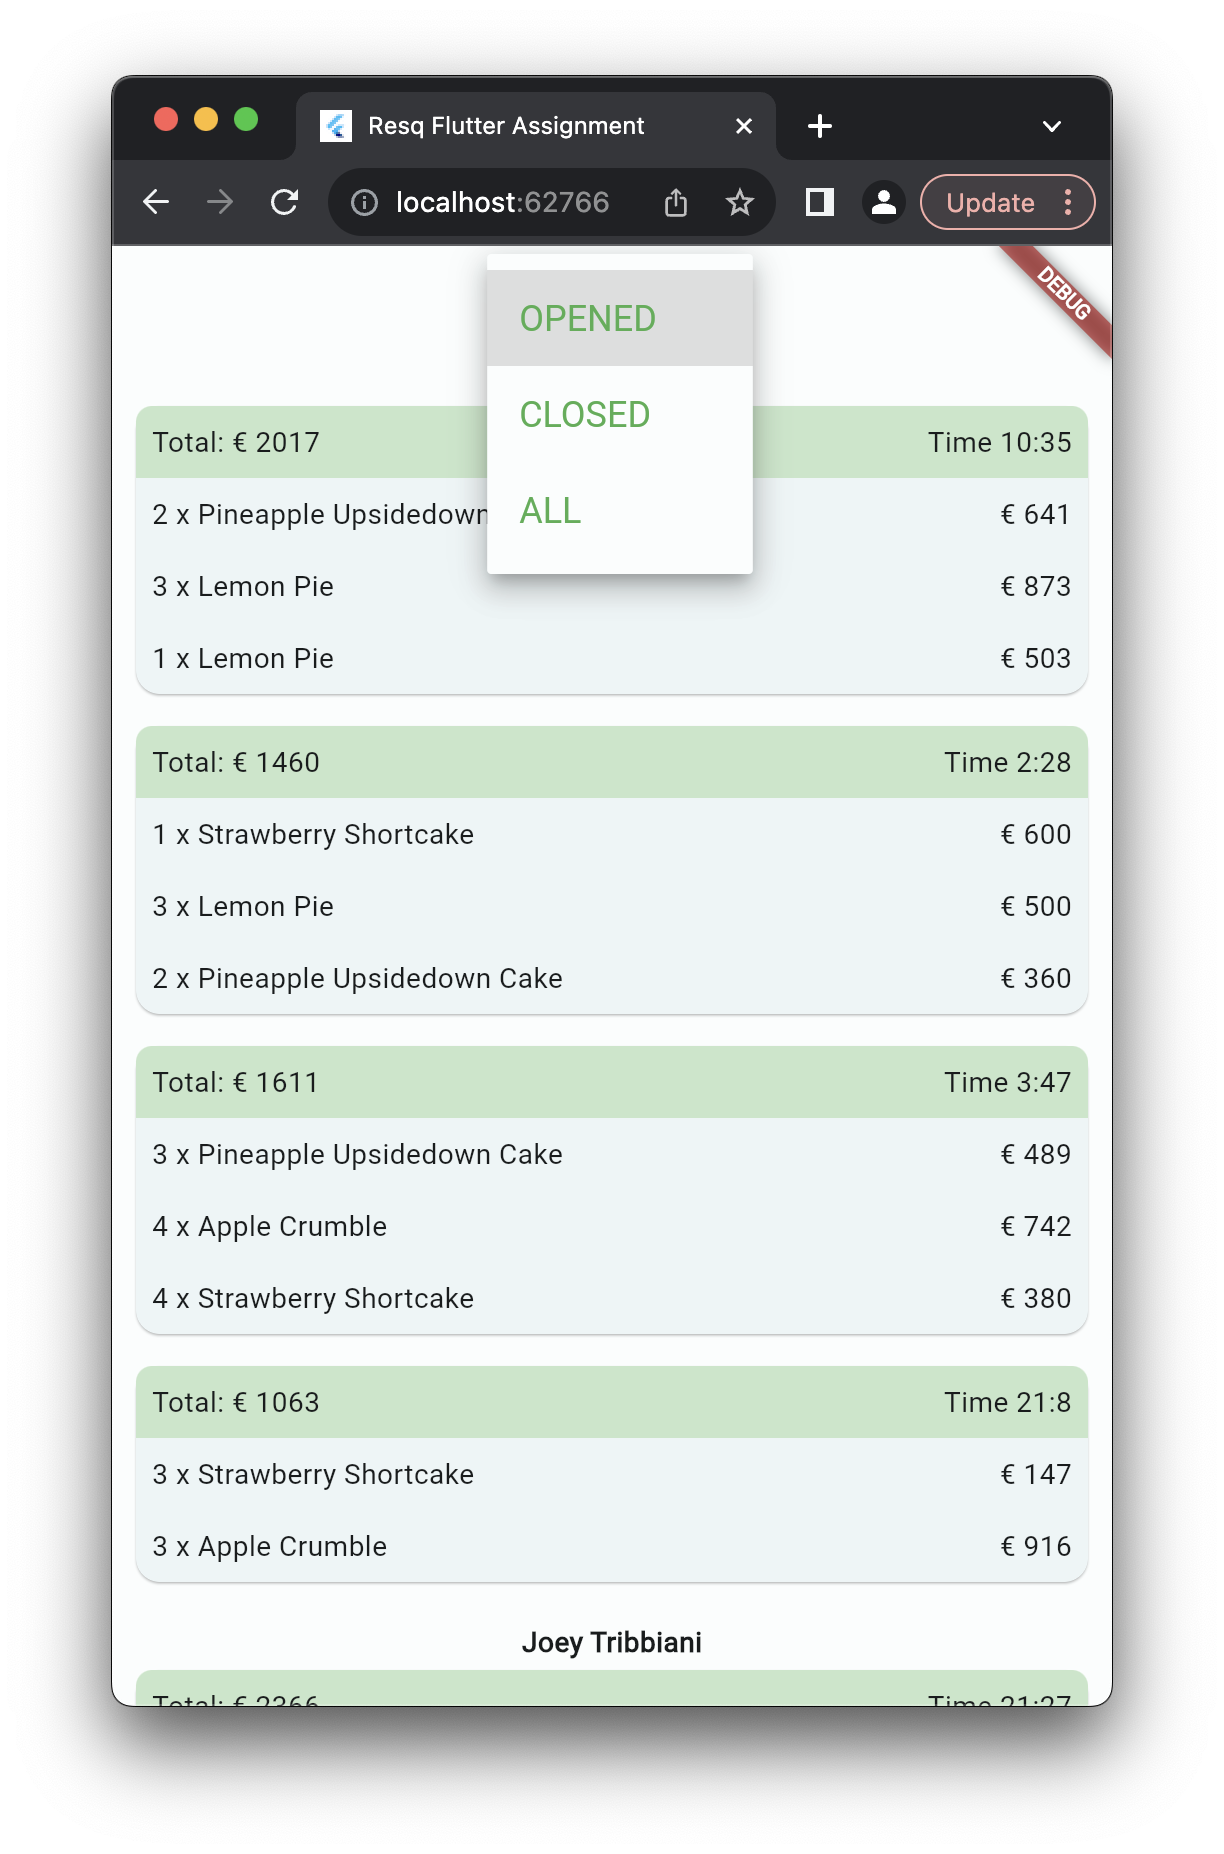 Resq Flutter Assignment
localhost:62766
Update
DEBUG
OPENED
CLOSED
ALL
Total: € 2017 Time 10:35
2 x Pineapple Upsidedown € 641
3 x Lemon Pie € 873
1 x Lemon Pie € 503
Total: € 1460 Time 2:28
1 x Strawberry Shortcake € 600
3 x Lemon Pie € 500
2 x Pineapple Upsidedown Cake € 360
Total: € 1611 Time 3:47
3 x Pineapple Upsidedown Cake € 489
4 x Apple Crumble € 742
4 x Strawberry Shortcake € 380
Total: € 1063 Time 21:8
3 x Strawberry Shortcake € 147
3 x Apple Crumble € 916
Joey Tribbiani
Total: € 2366 Time 21:27